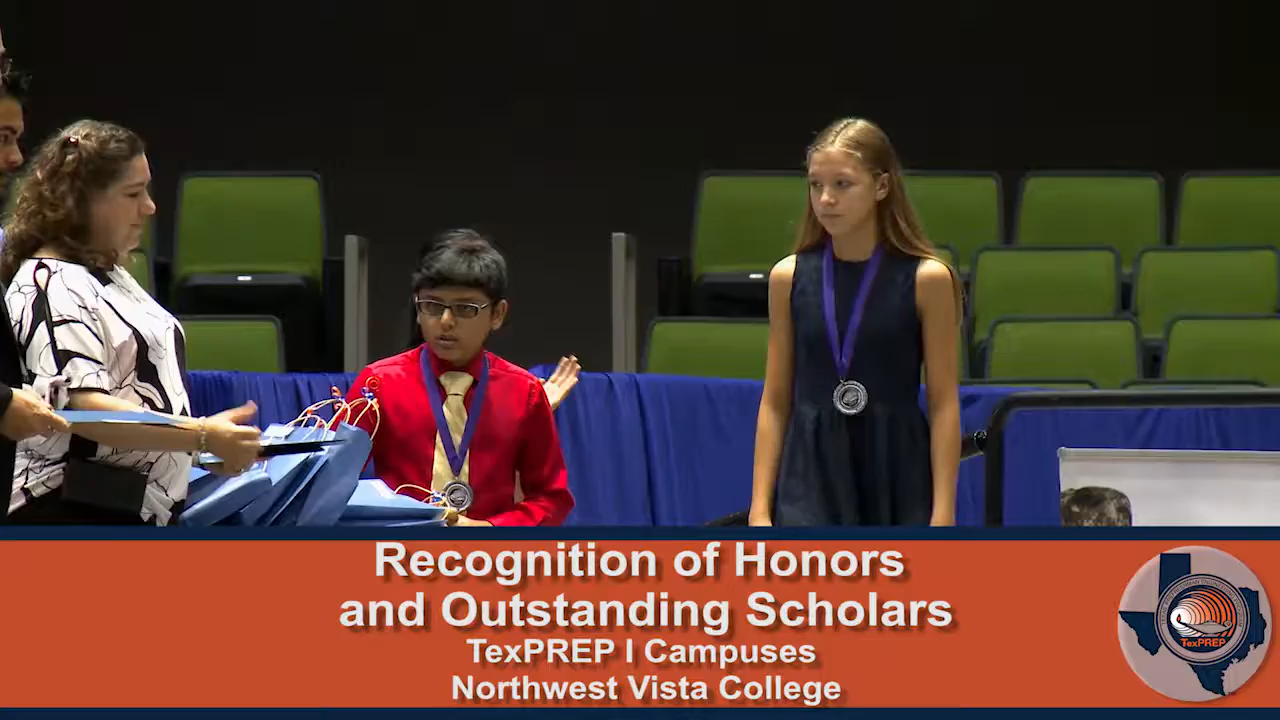 Recognition of Honors
and Outstanding Scholars
TexPREP I Campuses
Northwest Vista College
TexPREP